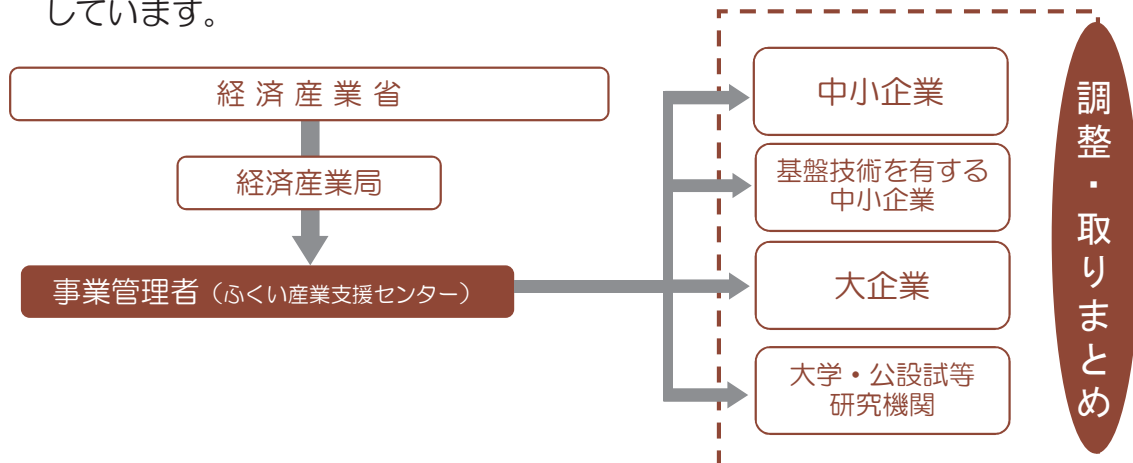 しています。
経済産業省
経済産業局
事業管理者（ふくい産業支援センター）
中小企業
基盤技術を有する
中小企業
大企業
大学・公設試等
研究機関
調整・取りまとめ